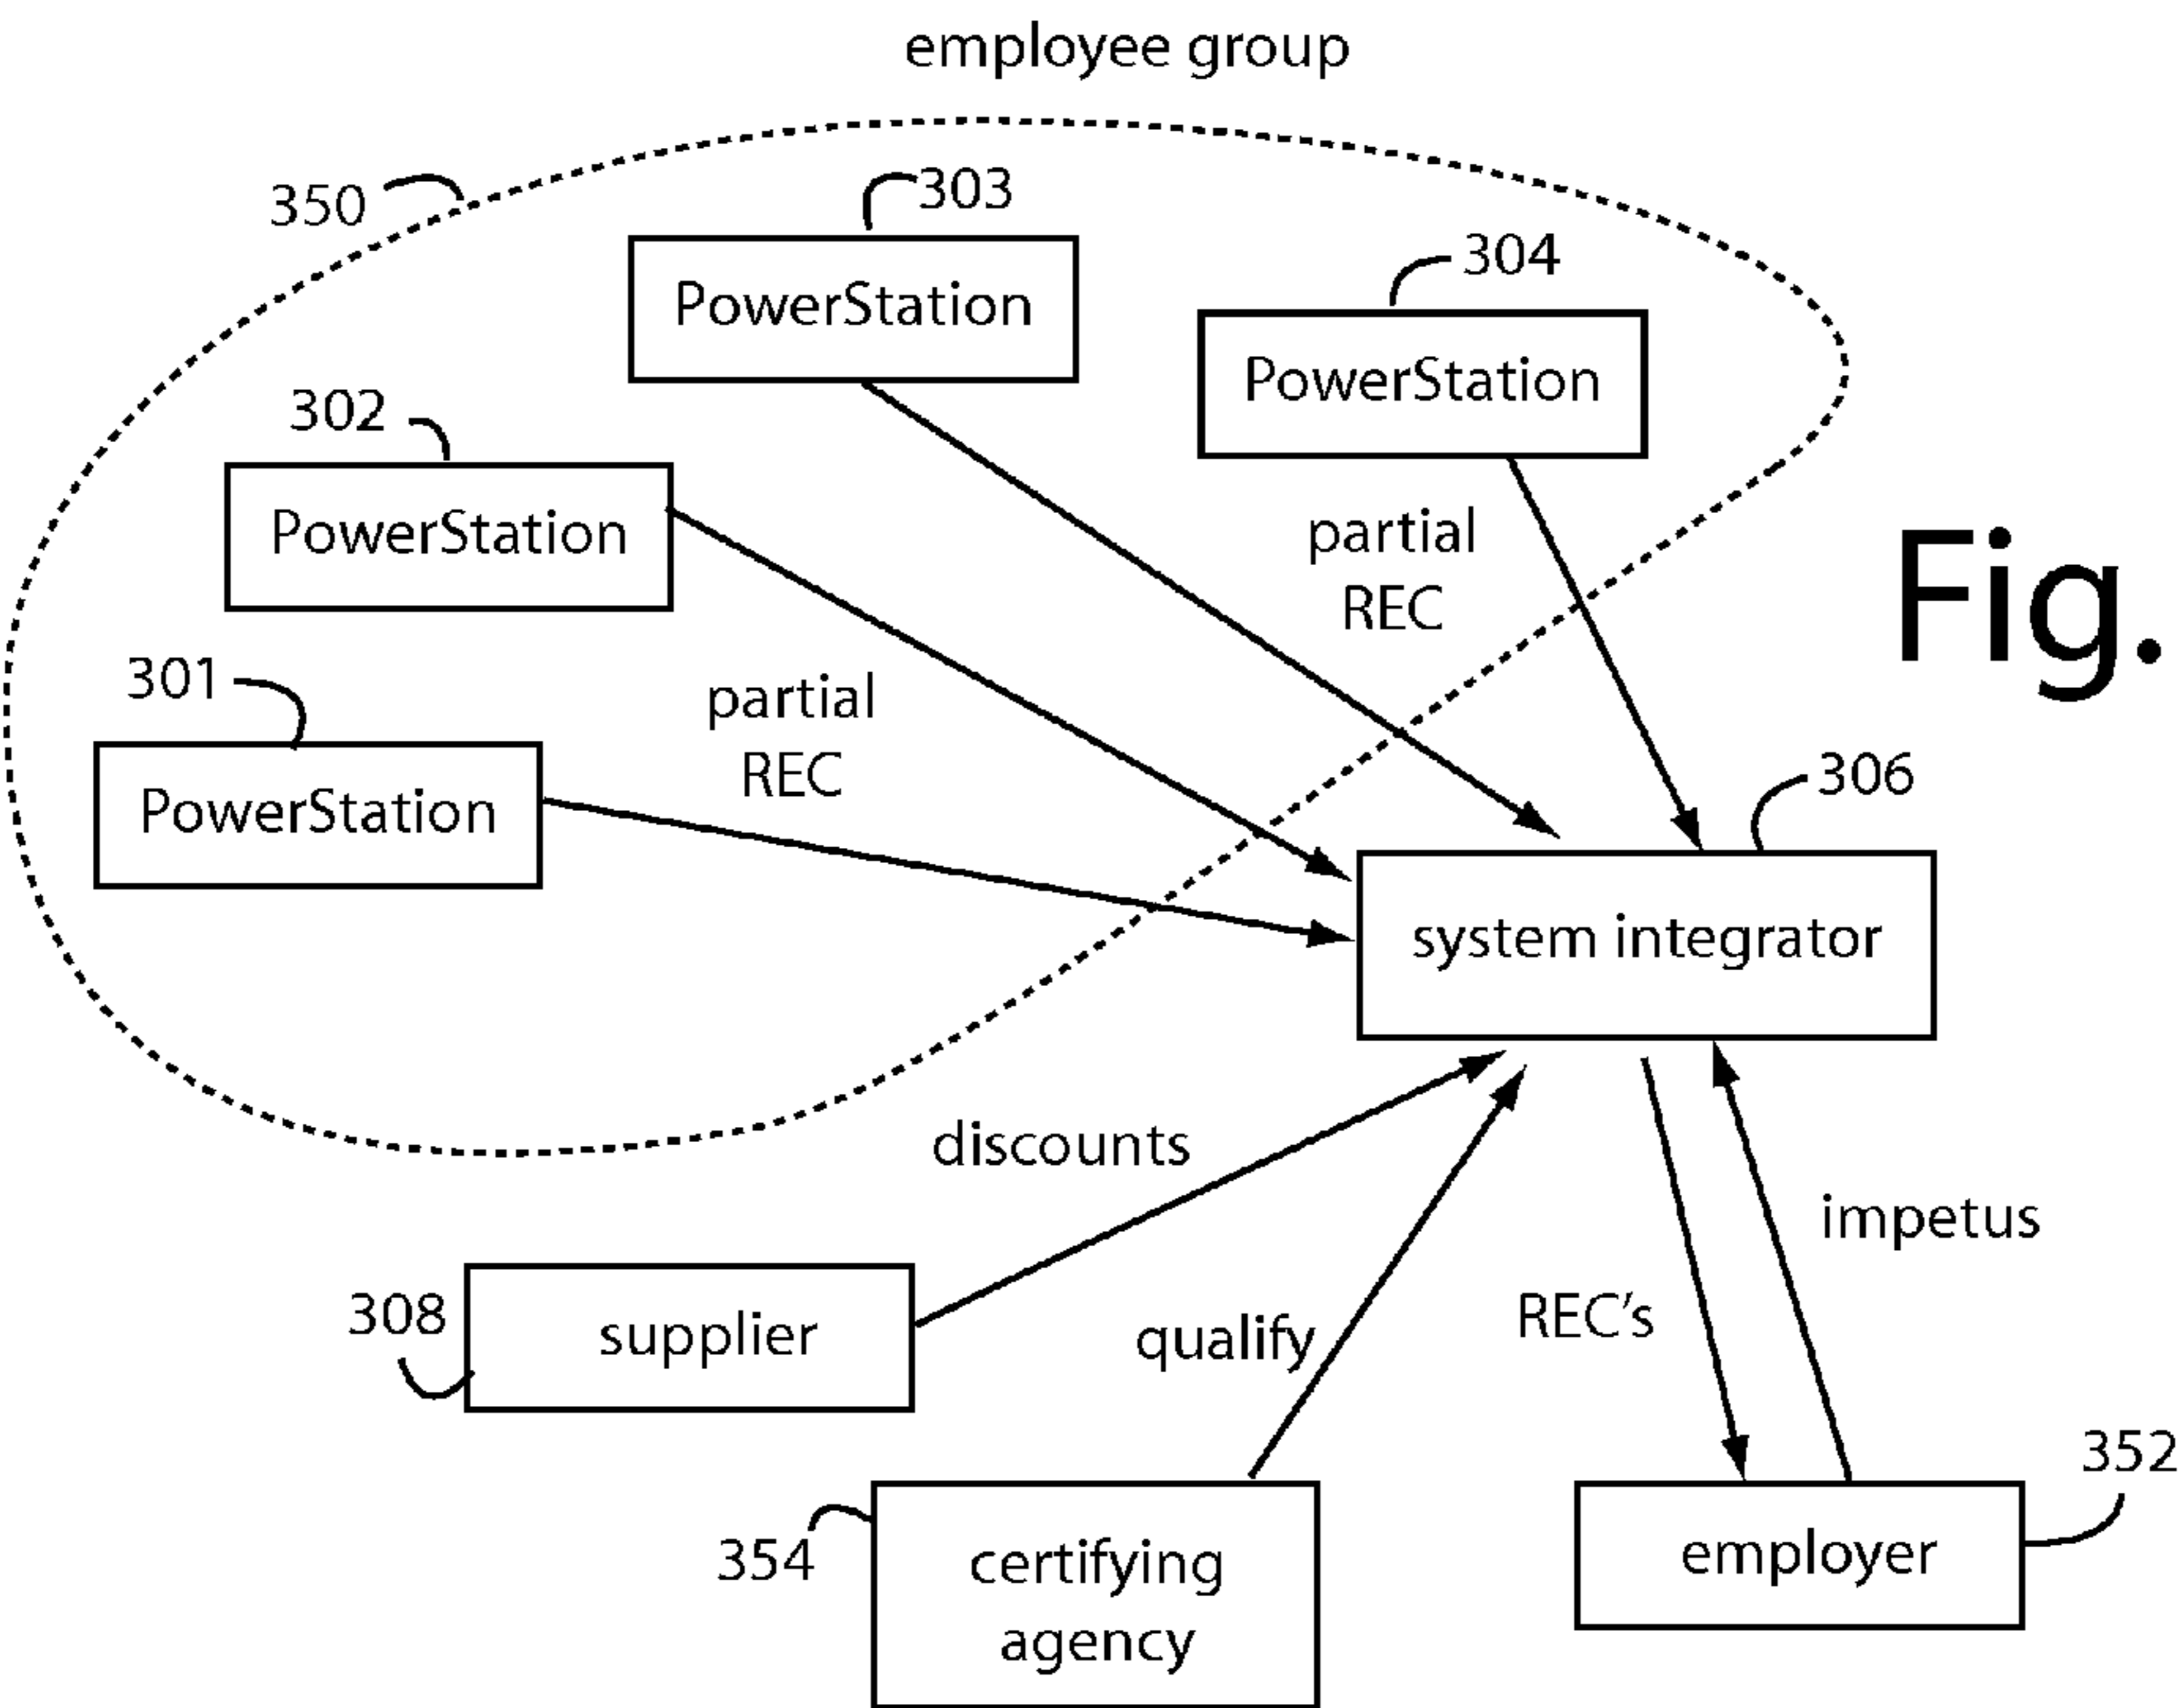 employee group
350
303
PowerStation
304
PowerStation
302
PowerStation
partial
REC
Fig.
301
PowerStation
partial
REC
306
system integrator
discounts
impetus
308
supplier
qualify
REC's
352
354
certifying
agency
employer